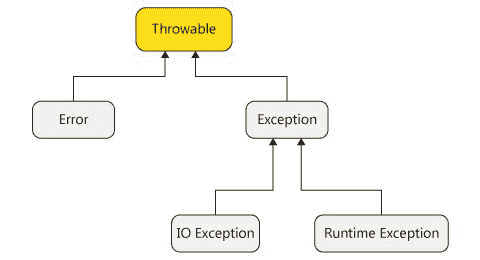 Throwable
Error
Exception
IO Exception
Runtime Exception